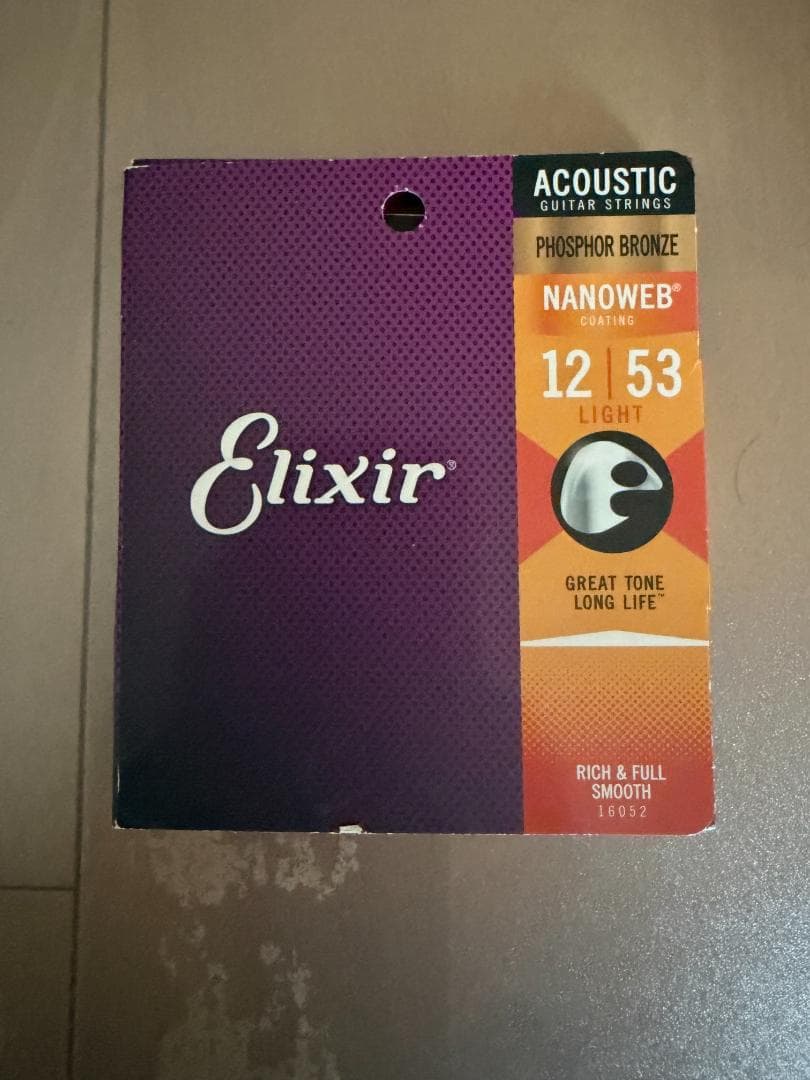 Elixir®
ACOUSTIC
GUITAR STRINGS
PHOSPHOR BRONZE
NANOWEB®
COATING
12 | 53
LIGHT
GREAT TONE
LONG LIFE™
RICH & FULL
SMOOTH
16052